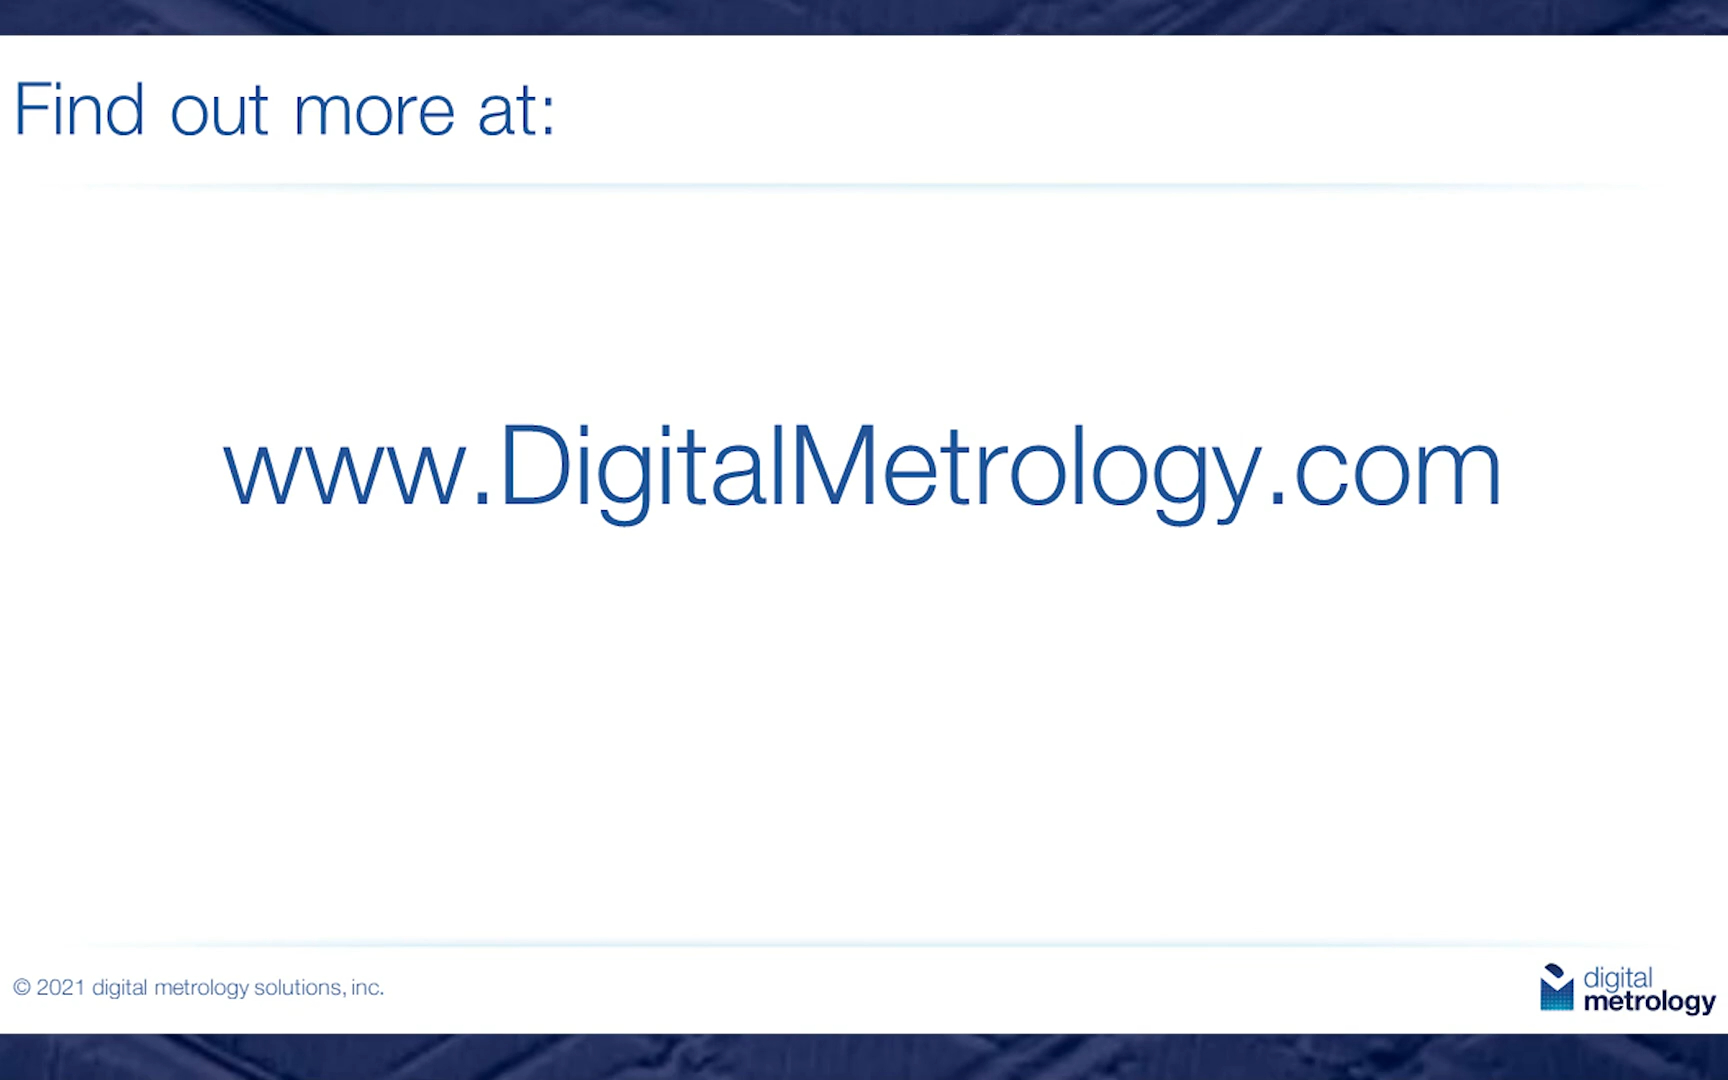 Find out more at:
www.DigitalMetrology.com
© 2021 digital metrology solutions, inc.
digital
metrology